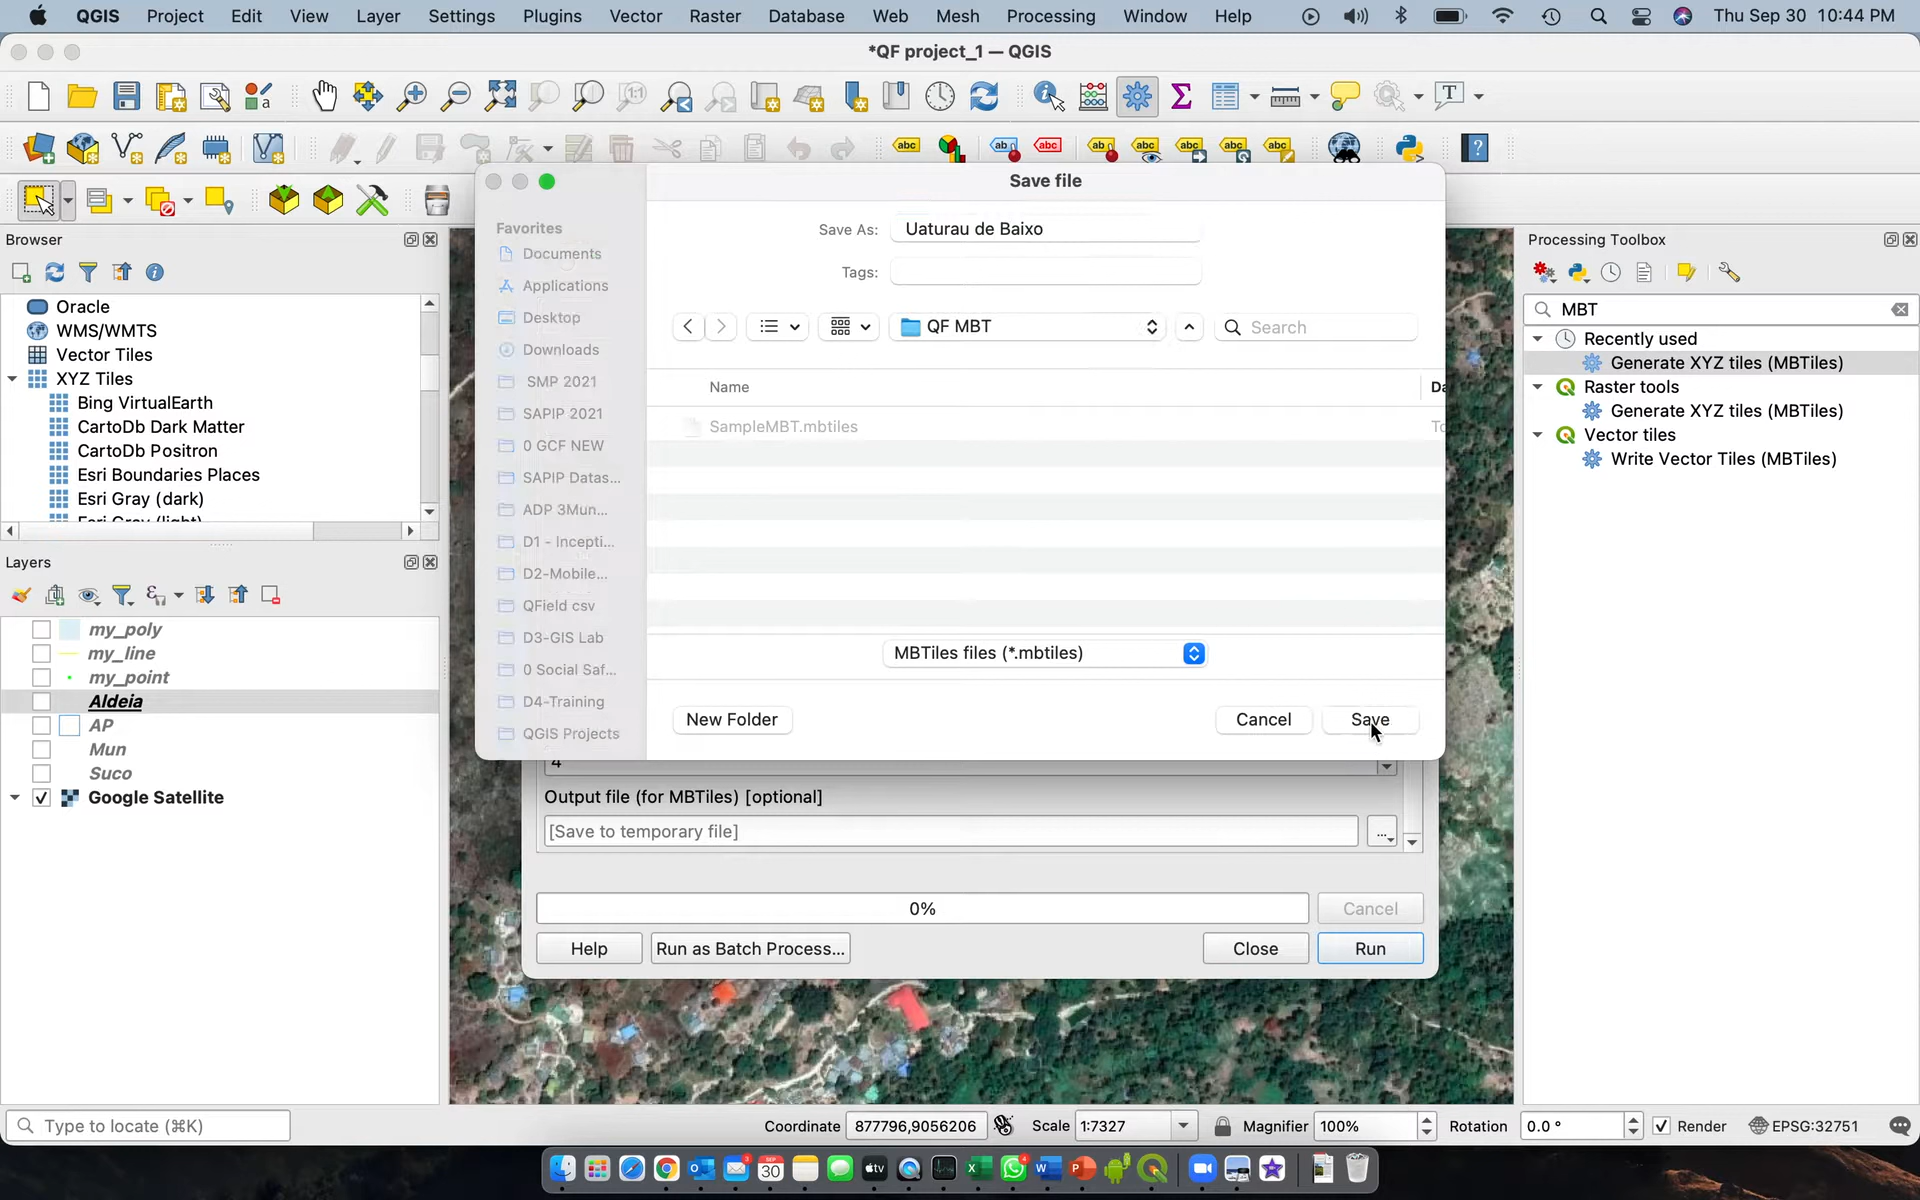 QGIS Project Edit View Layer Settings Plugins Vector Raster Database Web Mesh Processing Window Help Thu Sep 30 10:44 PM
*QF project_1 — QGIS
Browser
Oracle
WMS/WMTS
Vector Tiles
XYZ Tiles
Bing VirtualEarth
CartoDb Dark Matter
CartoDb Positron
Esri Boundaries Places
Esri Gray (dark)
Esri Gray (light)
Layers
my_poly
my_line
my_point
Aldeia
AP
Mun
Suco
Google Satellite
Save file
Favorites
Documents
Applications
Desktop
Downloads
SMP 2021
SAPIP 2021
0 GCF NEW
SAPIP Datas...
ADP 3Mun...
D1 - Incepti...
D2-Mobile...
QField csv
D3-GIS Lab
0 Social Saf...
D4-Training
QGIS Projects
Save As: Uaturau de Baixo
Tags:
QF MBT
Search
Name
Da
SampleMBT.mbtiles
To
MBTiles files (*.mbtiles)
New Folder Cancel Save
4
Output file (for MBTiles) [optional]
[Save to temporary file]
...
0%
Cancel
Help Run as Batch Process... Close Run
Processing Toolbox
MBT
Recently used
Generate XYZ tiles (MBTiles)
Raster tools
Generate XYZ tiles (MBTiles)
Vector tiles
Write Vector Tiles (MBTiles)
Type to locate (⌘K) Coordinate 877796,9056206 Scale 1:7327 Magnifier 100% Rotation 0.0 ° Render EPSG:32751